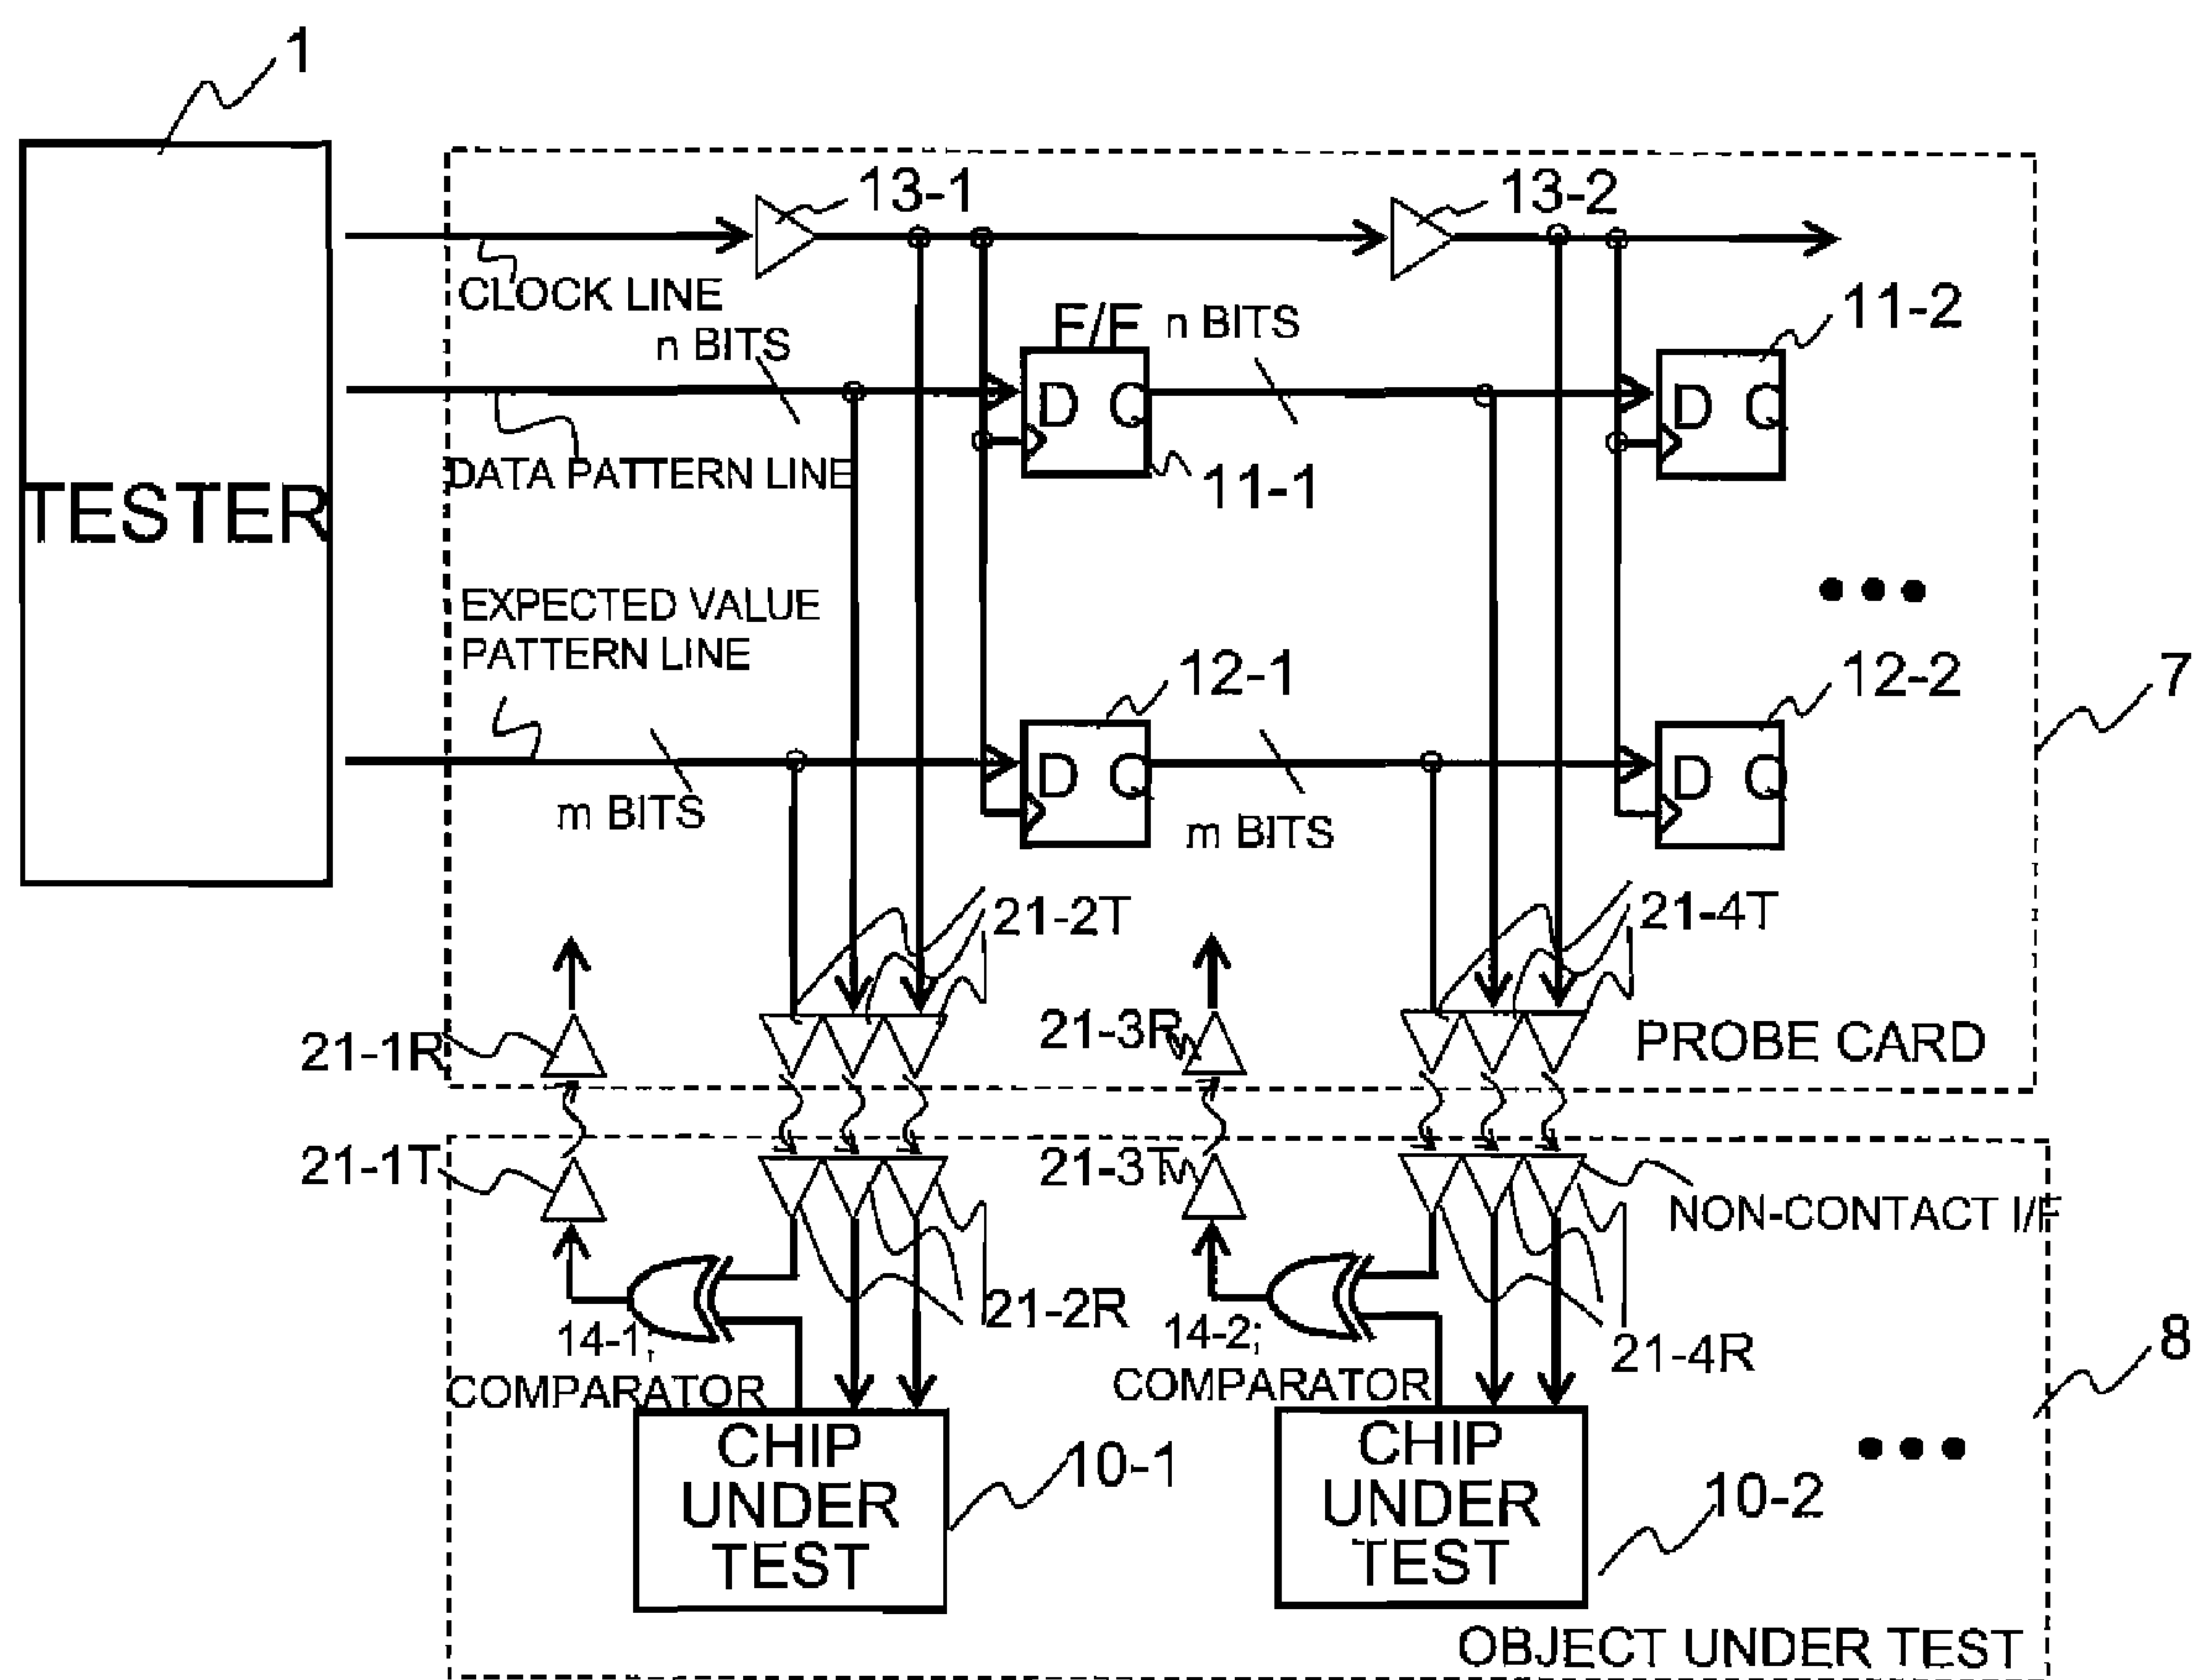 1
13-1
13-2
CLOCK LINE
n BITS
F/F
n BITS
11-2
D Q
D Q
DATA PATTERN LINE
11-1
TESTER
EXPECTED VALUE
PATTERN LINE
12-1
12-2
7
D Q
D Q
m BITS
m BITS
21-2T
21-4T
21-1R
21-3R
PROBE CARD
21-1T
21-3T
NON-CONTACT I/F
14-1;
COMPARATOR
21-2R
14-2;
COMPARATOR
21-4R
8
CHIP
UNDER
TEST
10-1
CHIP
UNDER
TEST
10-2
OBJECT UNDER TEST